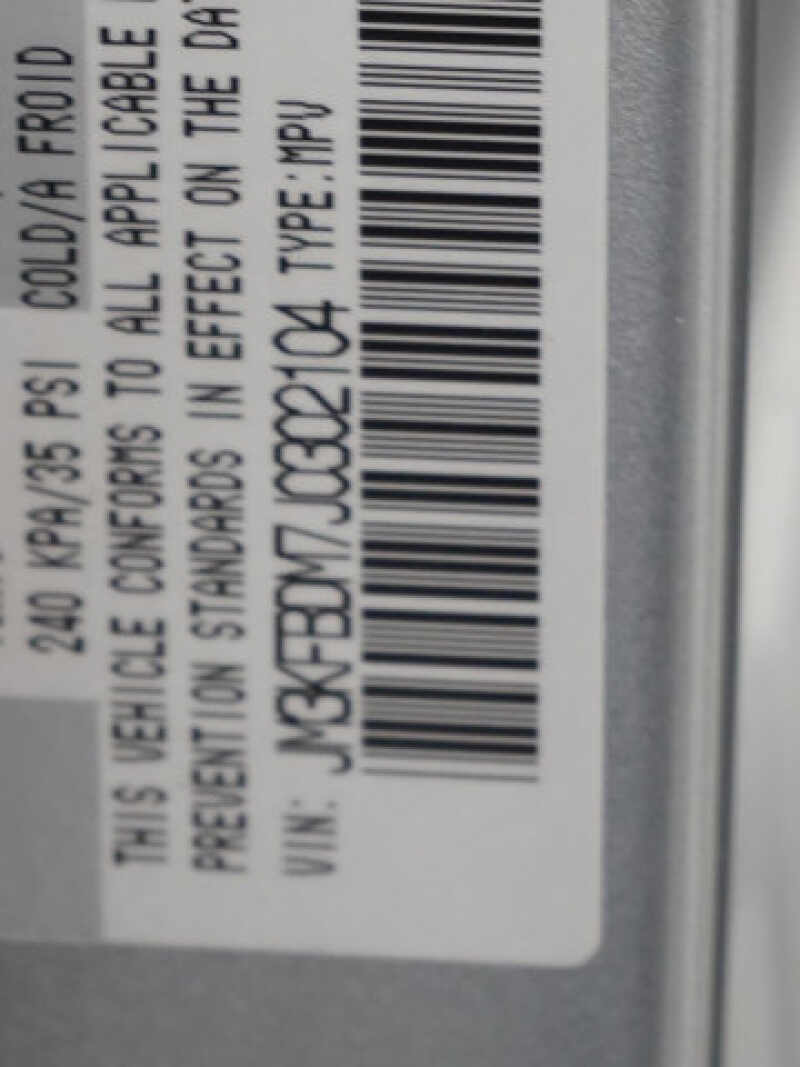 240 KPA/35 PSI COLD/A FROID
THIS VEHICLE CONFORMS TO ALL APPLICABLE
PREVENTION STANDARDS IN EFFECT ON THE DA
VIN: JM3KFBDM7J0302104 TYPE:MPV